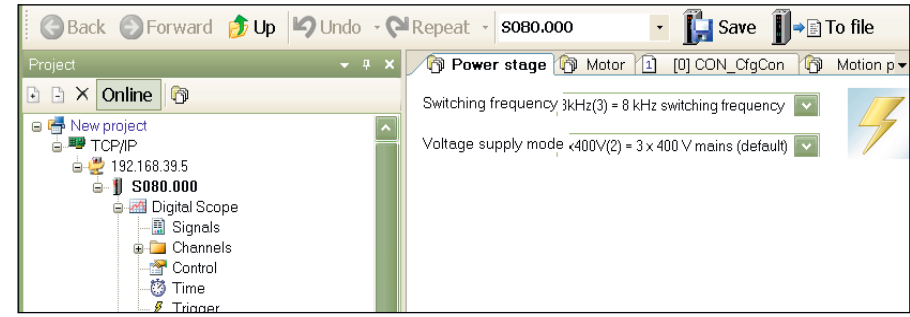 Back Forward Up Undo Repeat S080.000 Save To file
Project
Power stage Motor 1 [0] CON_CfgCon Motion p
Online
Switching frequency 3kHz(3) = 8 kHz switching frequency
Voltage supply mode <400V(2) = 3 x 400 V mains (default)
New project
TCP/IP
192.168.39.5
S080.000
Digital Scope
Signals
Channels
Control
Time
Trigger